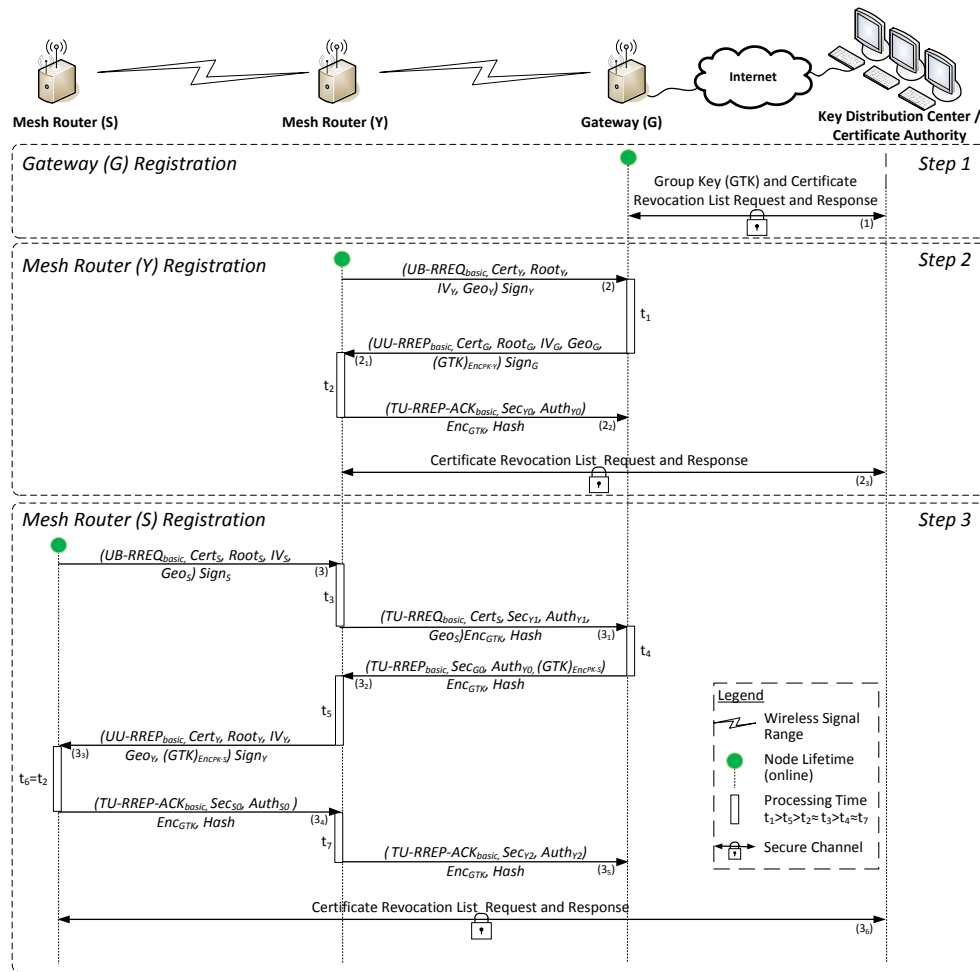 Internet
Mesh Router (S)
Mesh Router (Y)
Gateway (G)
Key Distribution Center /
Certificate Authority
Gateway (G) Registration
Step 1
Group Key (GTK) and Certificate
Revocation List Request and Response
(1)
Mesh Router (Y) Registration
Step 2
(UB-RREQbasic, CertY, RootY,
IVY, GeoY) SignY
(2)
t1
(UU-RREPbasic, CertG, RootG, IVG, GeoG,
(GTK)EncPK-Y) SignG
(21)
t2
(TU-RREP-ACKbasic, SecY0, AuthY0)
EncGTK, Hash
(22)
Certificate Revocation List Request and Response
(23)
Mesh Router (S) Registration
Step 3
(UB-RREQbasic, CertS, RootS, IVS,
GeoS) SignS
(3)
t3
(TU-RREQbasic, CertS, SecY1, AuthY1,
GeoS)EncGTK, Hash
(31)
t4
(TU-RREPbasic, SecG0, AuthY0, (GTK)EncPK-S)
EncGTK, Hash
(32)
t5
(UU-RREPbasic, CertY, RootY, IVY,
GeoY, (GTK)EncPK-S) SignY
(33)
t6=t2
(TU-RREP-ACKbasic, SecS0, AuthS0 )
EncGTK, Hash
(34)
t7
(TU-RREP-ACKbasic, SecY2, AuthY2)
EncGTK, Hash
(35)
Certificate Revocation List Request and Response
(36)
Legend
Wireless Signal
Range
Node Lifetime
(online)
Processing Time
t1>t5>t2≈ t3>t4≈t7
Secure Channel